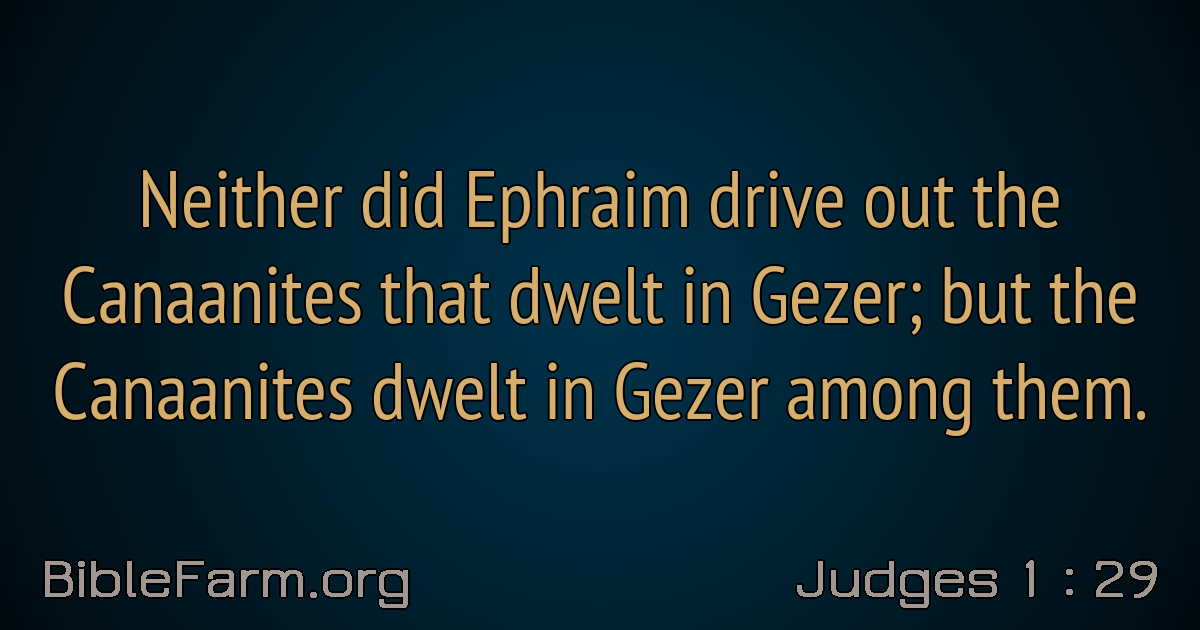 Neither did Ephraim drive out the
Canaanites that dwelt in Gezer; but the
Canaanites dwelt in Gezer among them.
BibleFarm.org
Judges 1 : 29